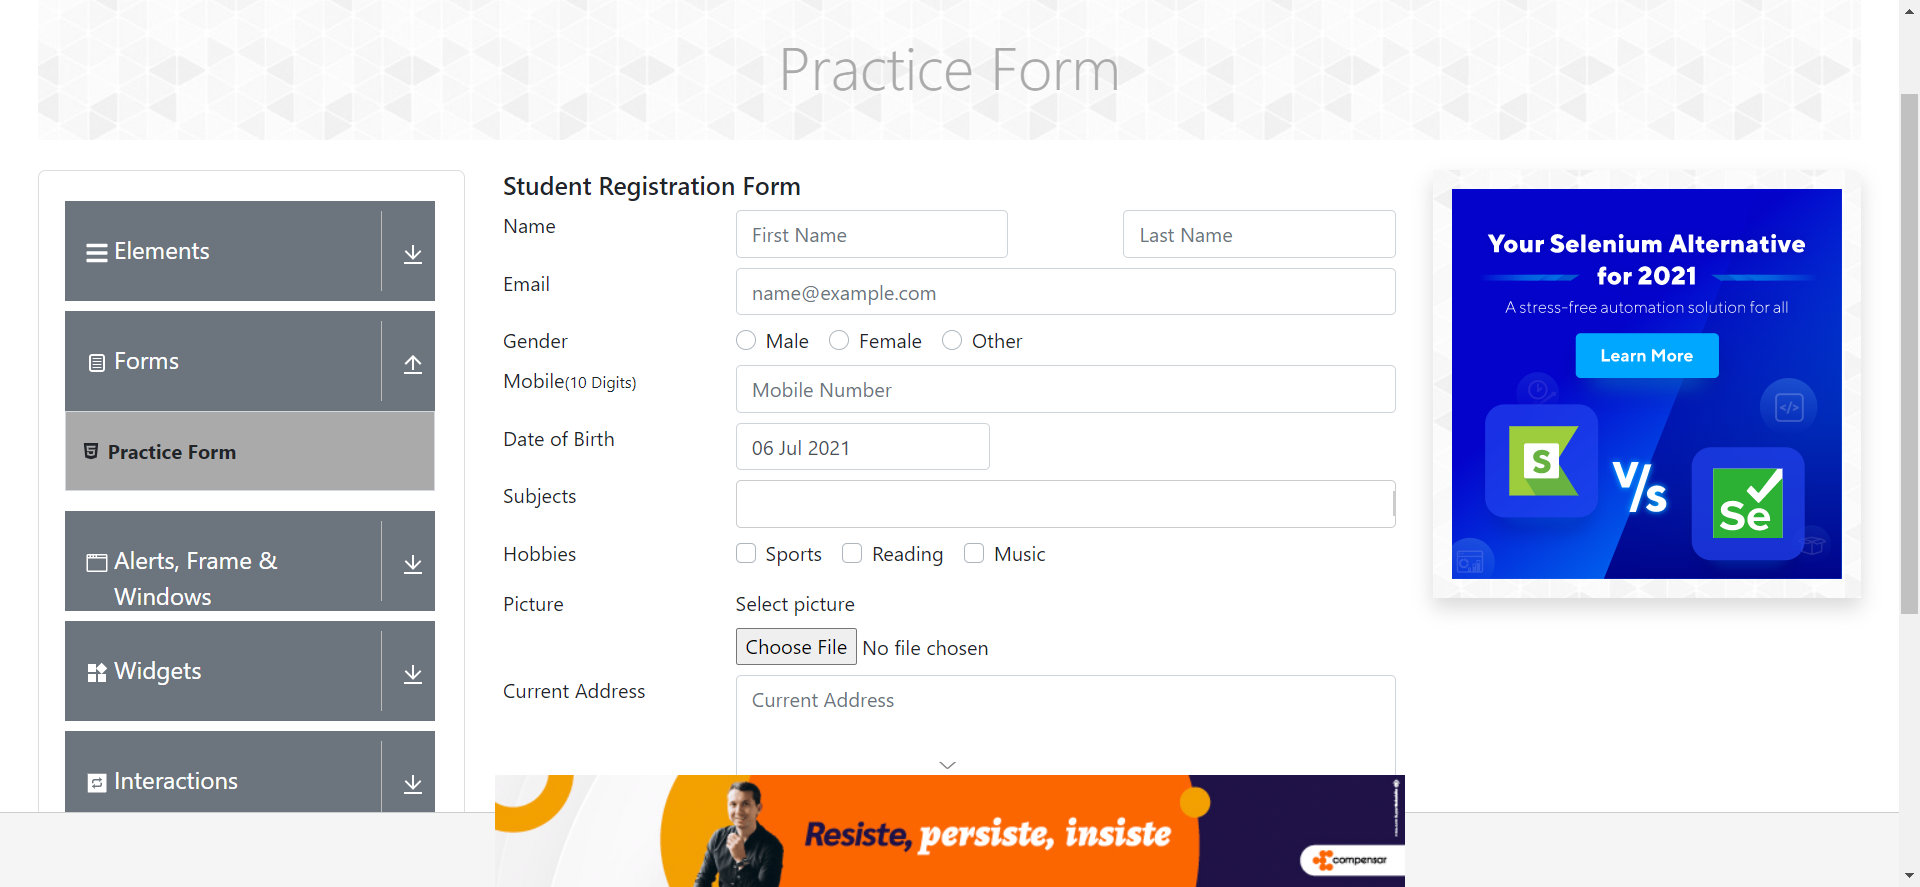 Practice Form
Elements
Forms
Practice Form
Alerts, Frame &
Windows
Widgets
Interactions
Student Registration Form
Name
First Name
Last Name
Email
name@example.com
Gender
Male
Female
Other
Mobile(10 Digits)
Mobile Number
Date of Birth
06 Jul 2021
Subjects
Hobbies
Sports
Reading
Music
Picture
Select picture
Choose File
No file chosen
Current Address
Current Address
Your Selenium Alternative
for 2021
A stress-free automation solution for all
Learn More
S
V/s
Se
Resiste, persiste, insiste
compensar